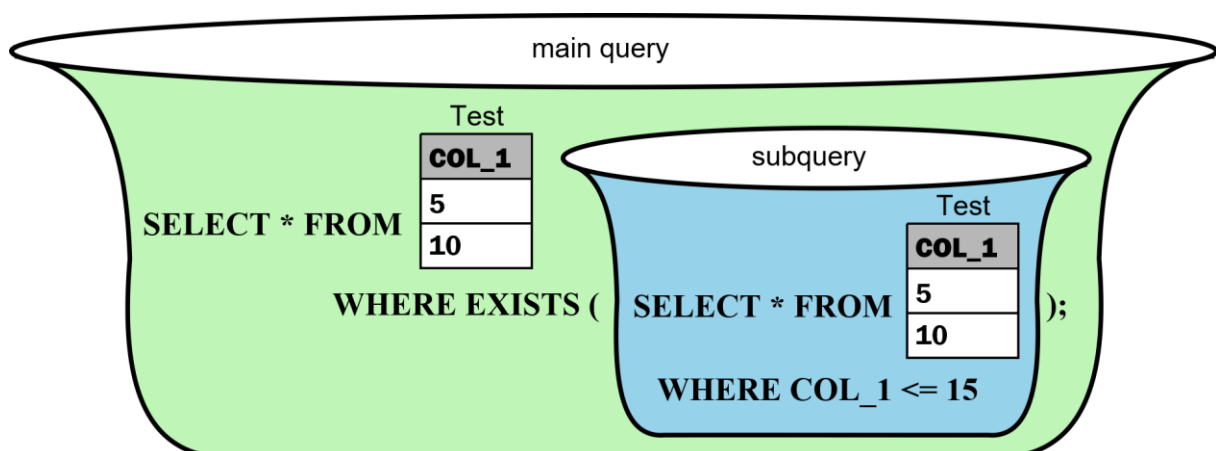 main query
Test
COL_1
5
10
SELECT * FROM
WHERE EXISTS (
subquery
Test
COL_1
5
10
SELECT * FROM
);
WHERE COL_1 <= 15